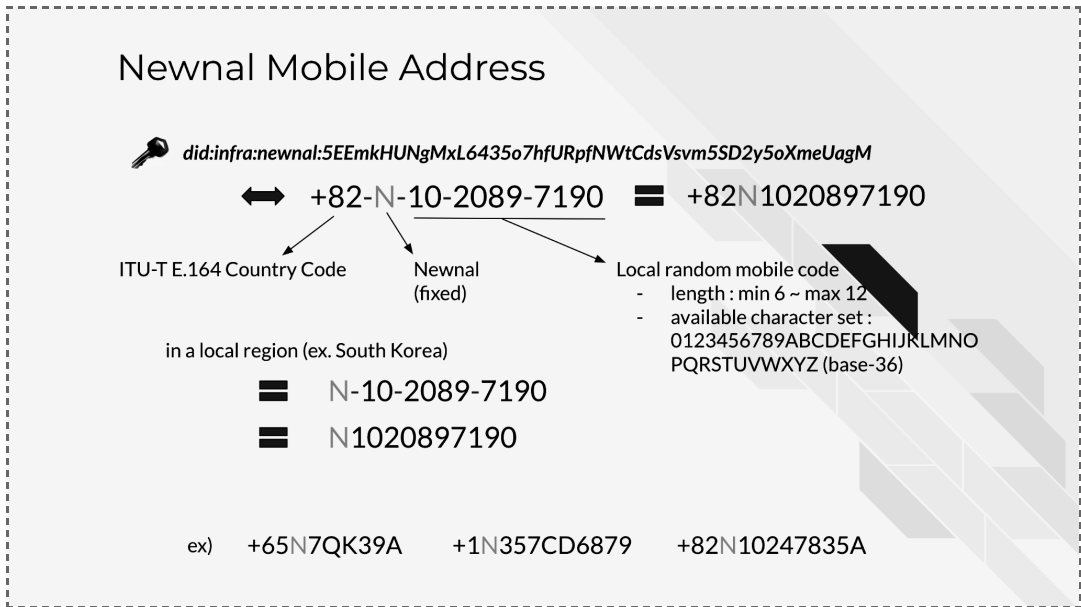 Newnal Mobile Address
did:infra:newnal:5EEmkHUNgMxL6435o7hfURpfNWtCdsVsvm5SD2y5oXmeUagM
+82-N-10-2089-7190 = +82N1020897190
ITU-T E.164 Country Code
Newnal
(fixed)
Local random mobile code
- length : min 6 ~ max 12
- available character set :
0123456789ABCDEFGHIJKLMNO
PQRSTUVWXYZ (base-36)
in a local region (ex. South Korea)
= N-10-2089-7190
= N1020897190
ex) +65N7QK39A +1N357CD6879 +82N10247835A